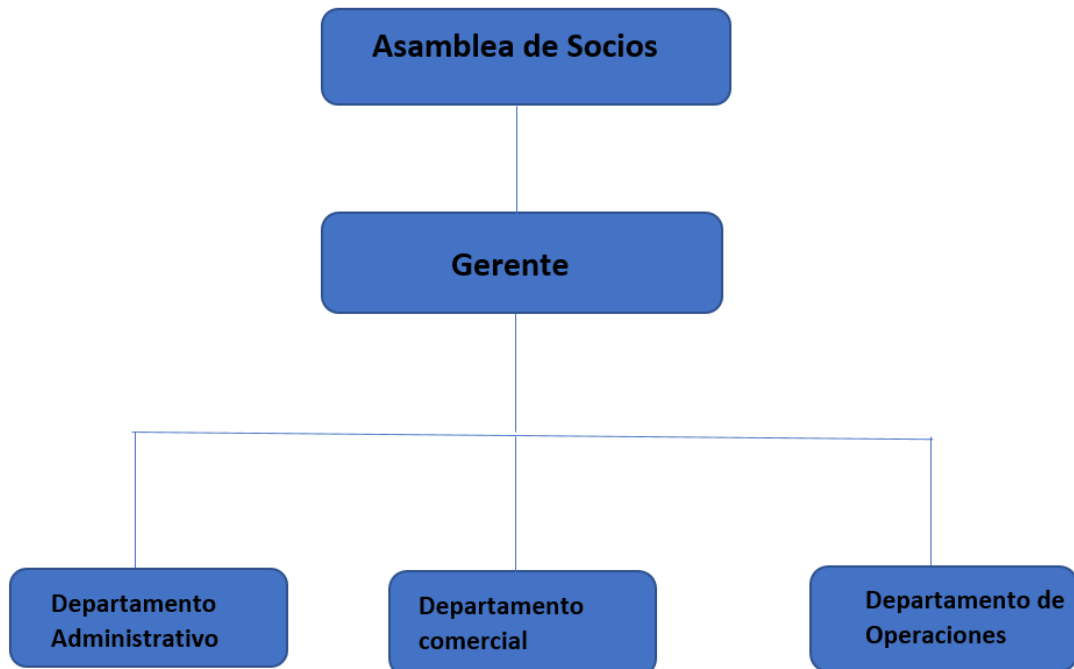 Asamblea de Socios
Gerente
Departamento
Administrativo
Departamento
comercial
Departamento de
Operaciones